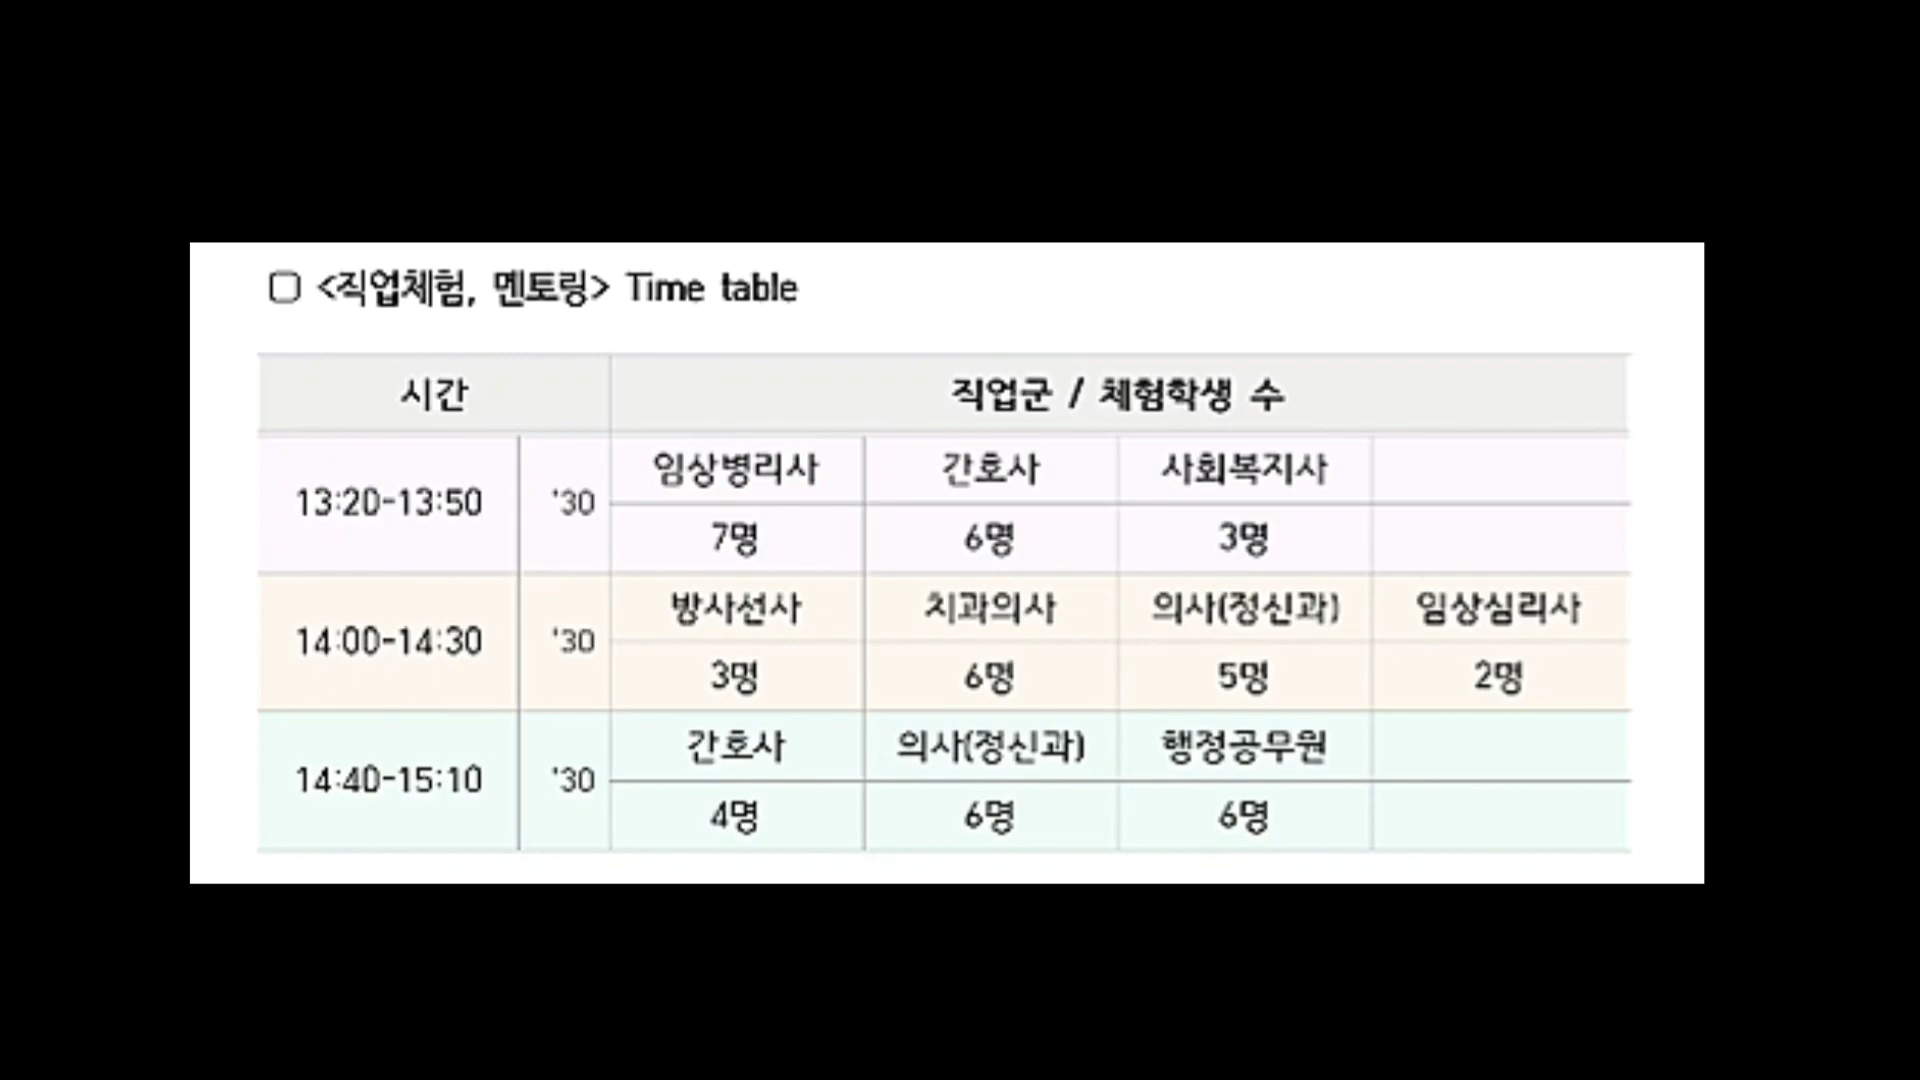 ▢ <직업체험, 멘토링> Time table
시간 직업군 / 체험학생 수
13:20-13:50 '30 임상병리사 간호사 사회복지사
7명 6명 3명
14:00-14:30 '30 방사선사 치과의사 의사(정신과) 임상심리사
3명 6명 5명 2명
14:40-15:10 '30 간호사 의사(정신과) 행정공무원
4명 6명 6명